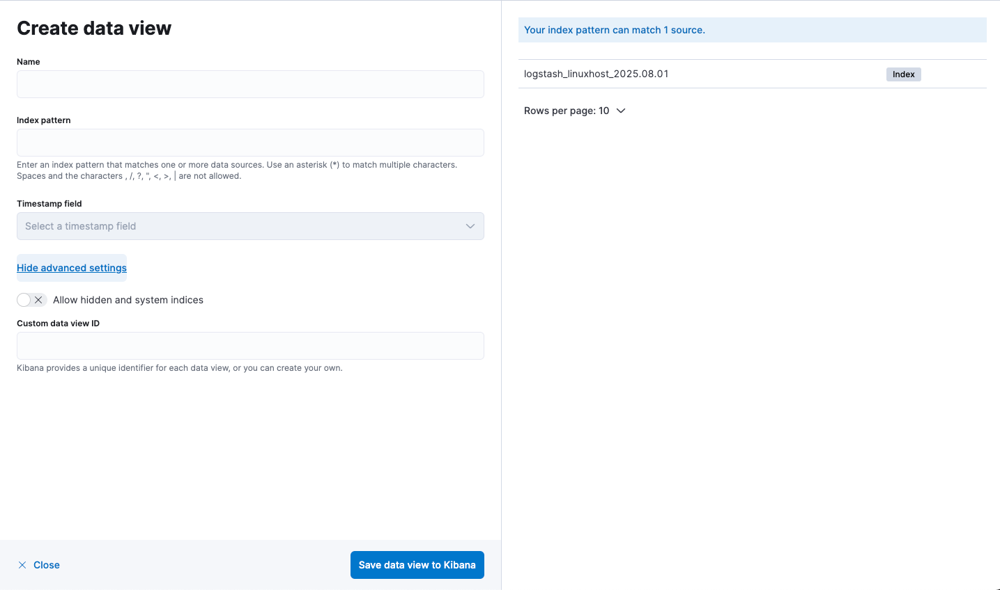 Create data view
Name
Index pattern
Enter an index pattern that matches one or more data sources. Use an asterisk (*) to match multiple characters.
Spaces and the characters , /, ?, ", <, >, | are not allowed.
Timestamp field
Select a timestamp field
Hide advanced settings
Allow hidden and system indices
Custom data view ID
Kibana provides a unique identifier for each data view, or you can create your own.
Close
Save data view to Kibana
Your index pattern can match 1 source.
logstash_linuxhost_2025.08.01 Index
Rows per page: 10